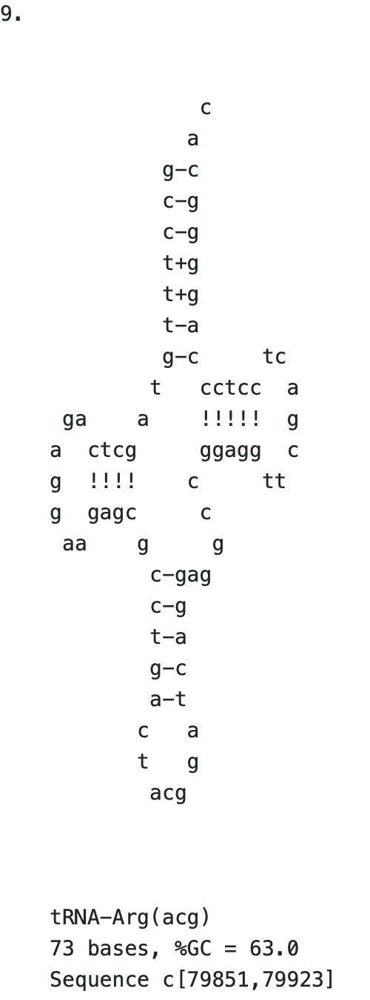 9.
                c
               a
             g-c
             c-g
             c-g
             t+g
             t+g
             t-a
             g-c     tc
            t   cctcc  a
     ga    a    !!!!!  g
    a  ctcg     ggagg  c
    g  !!!!    c     tt
    g  gagc     c
     aa    g     g
            c-gag
            c-g
            t-a
            g-c
            a-t
           c   a
           t   g
            acg
    tRNA-Arg(acg)
    73 bases, %GC = 63.0
    Sequence c[79851,79923]